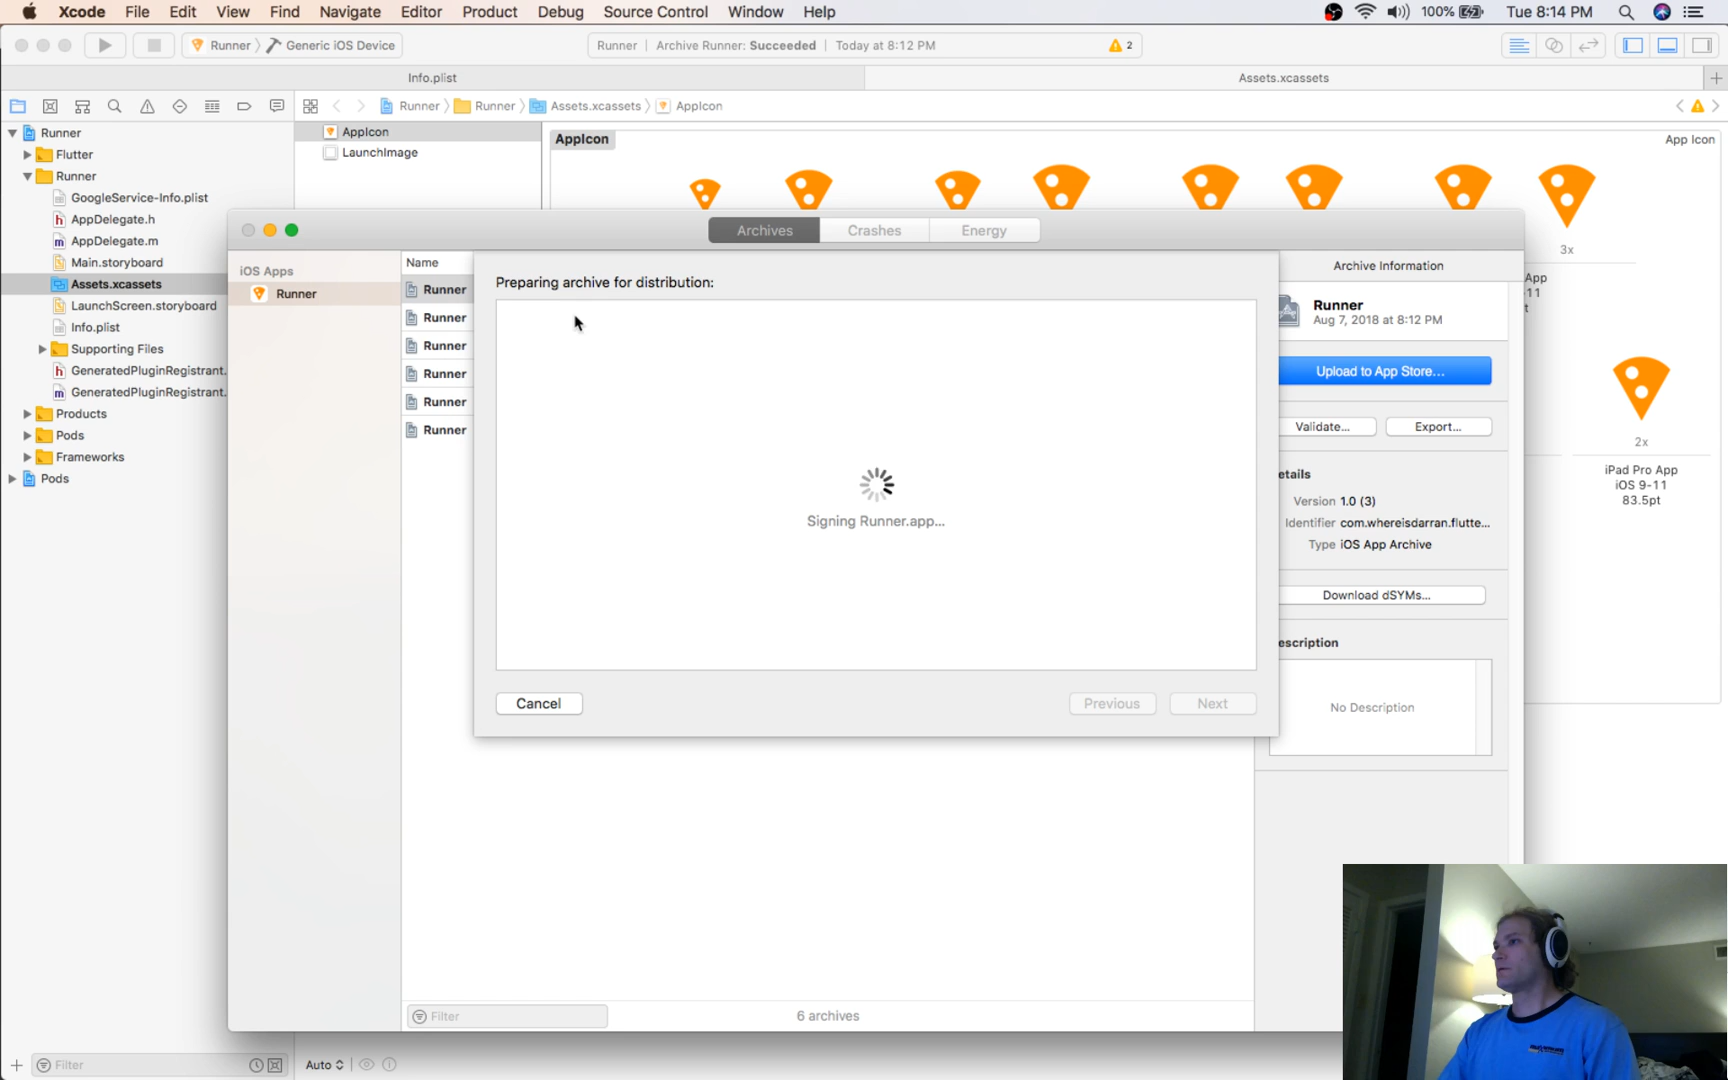 Xcode File Edit View Find Navigate Editor Product Debug Source Control Window Help 100% Tue 8:14 PM
Runner Generic iOS Device Runner | Archive Runner: Succeeded | Today at 8:12 PM 2
Info.plist Assets.xcassets
Runner Runner Assets.xcassets AppIcon
Runner
Flutter
Runner
GoogleService-Info.plist
AppDelegate.h
AppDelegate.m
Main.storyboard
Assets.xcassets
LaunchScreen.storyboard
Info.plist
Supporting Files
GeneratedPluginRegistrant.
GeneratedPluginRegistrant.
Products
Pods
Frameworks
Pods
AppIcon
LaunchImage
AppIcon
App Icon
3x
App
-11
t
2x
iPad Pro App
iOS 9-11
83.5pt
Archives Crashes Energy
iOS Apps
Runner
Name
Runner
Runner
Runner
Runner
Runner
Runner
Preparing archive for distribution:
Signing Runner.app...
Cancel Previous Next
Archive Information
Runner
Aug 7, 2018 at 8:12 PM
Upload to App Store...
Validate... Export...
etails
Version 1.0 (3)
Identifier com.whereisdarran.flutte...
Type iOS App Archive
Download dSYMs...
escription
No Description
Filter 6 archives
Filter Auto